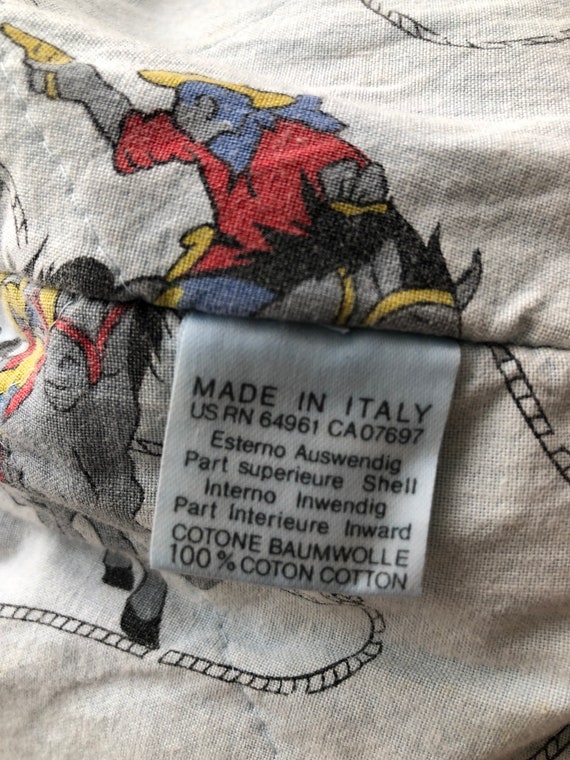 MADE IN ITALY
US RN 64961 CA07697
Esterno Auswendig
Part superieure Shell
Interno Inwendig
Part Interieure Inward
COTONE BAUMWOLLE
100 % COTON COTTON